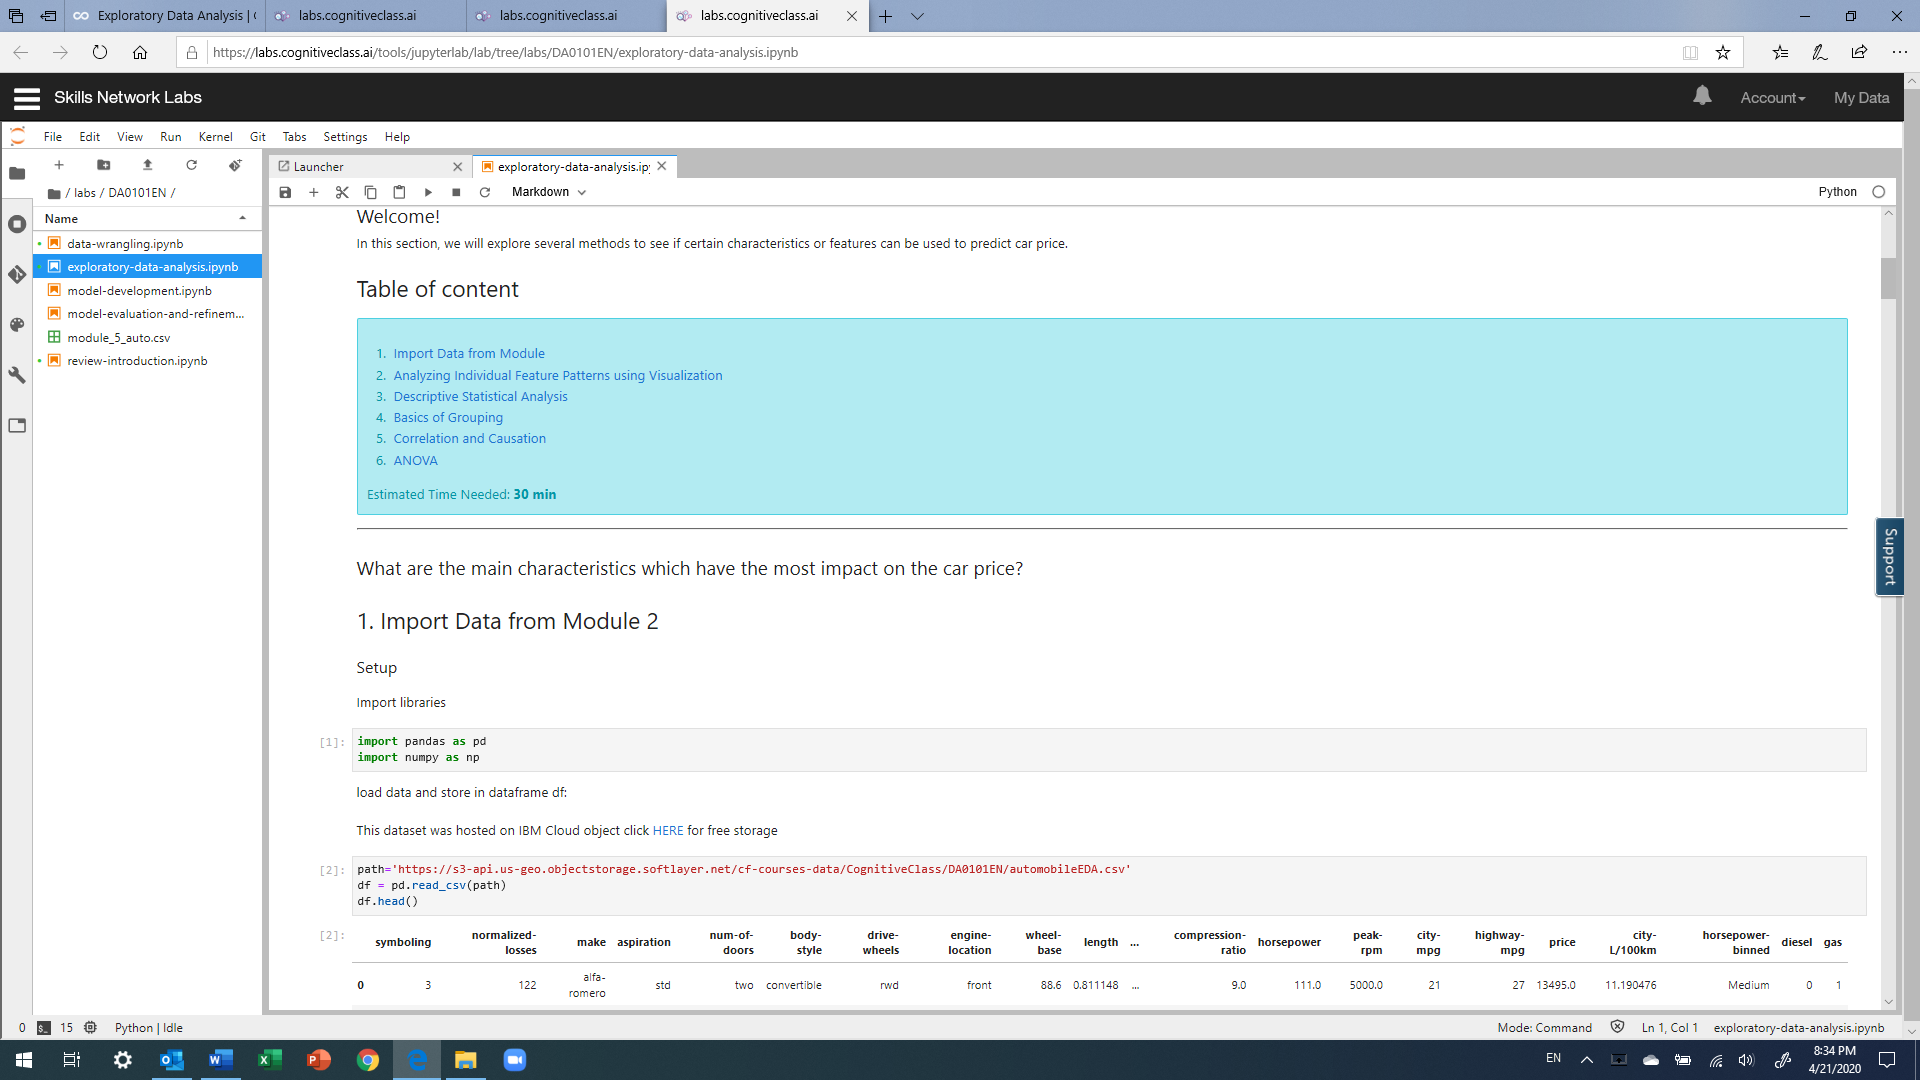 Exploratory Data Analysis | (
labs.cognitiveclass.ai
labs.cognitiveclass.ai
labs.cognitiveclass.ai
https://labs.cognitiveclass.ai/tools/jupyterlab/lab/tree/labs/DA0101EN/exploratory-data-analysis.ipynb
Skills Network Labs
Account
My Data
File Edit View Run Kernel Git Tabs Settings Help
Launcher
exploratory-data-analysis.ip
/ labs / DA0101EN /
Markdown
Python
Name
data-wrangling.ipynb
exploratory-data-analysis.ipynb
model-development.ipynb
model-evaluation-and-refinem...
module_5_auto.csv
review-introduction.ipynb
Welcome!
In this section, we will explore several methods to see if certain characteristics or features can be used to predict car price.
Table of content
1. Import Data from Module
2. Analyzing Individual Feature Patterns using Visualization
3. Descriptive Statistical Analysis
4. Basics of Grouping
5. Correlation and Causation
6. ANOVA
Estimated Time Needed: 30 min
Support
What are the main characteristics which have the most impact on the car price?
1. Import Data from Module 2
Setup
Import libraries
[1]: import pandas as pd
import numpy as np
load data and store in dataframe df:
This dataset was hosted on IBM Cloud object click HERE for free storage
[2]: path='https://s3-api.us-geo.objectstorage.softlayer.net/cf-courses-data/CognitiveClass/DA0101EN/automobileEDA.csv'
df = pd.read_csv(path)
df.head()
[2]:
symboling normalized-losses make aspiration num-of-doors body-style drive-wheels engine-location wheel-base length ... compression-ratio horsepower peak-rpm city-mpg highway-mpg price city-L/100km horsepower-binned diesel gas
0 3 122 alfa-romero std two convertible rwd front 88.6 0.811148 ... 9.0 111.0 5000.0 21 27 13495.0 11.190476 Medium 0 1
0 15 Python | Idle
Mode: Command Ln 1, Col 1 exploratory-data-analysis.ipynb
EN
8:34 PM
4/21/2020